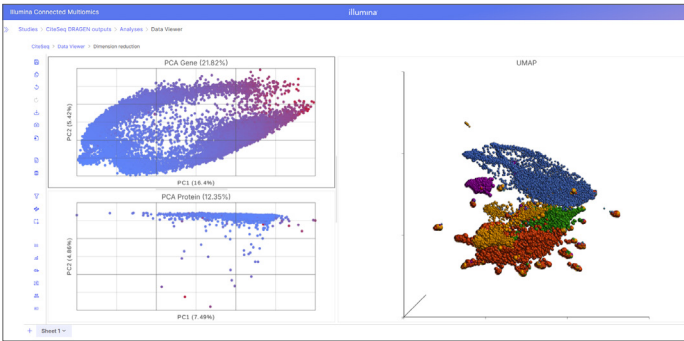 Illumina Connected Multiomics
illumina
Studies > CiteSeq DRAGEN outputs > Analyses > Data Viewer
CiteSeq > Data Viewer > Dimension reduction
PCA Gene (21.82%)
PC2 (5.42%)
PC1 (16.4%)
PCA Protein (12.35%)
PC2 (4.86%)
PC1 (7.49%)
UMAP
+ Sheet 1